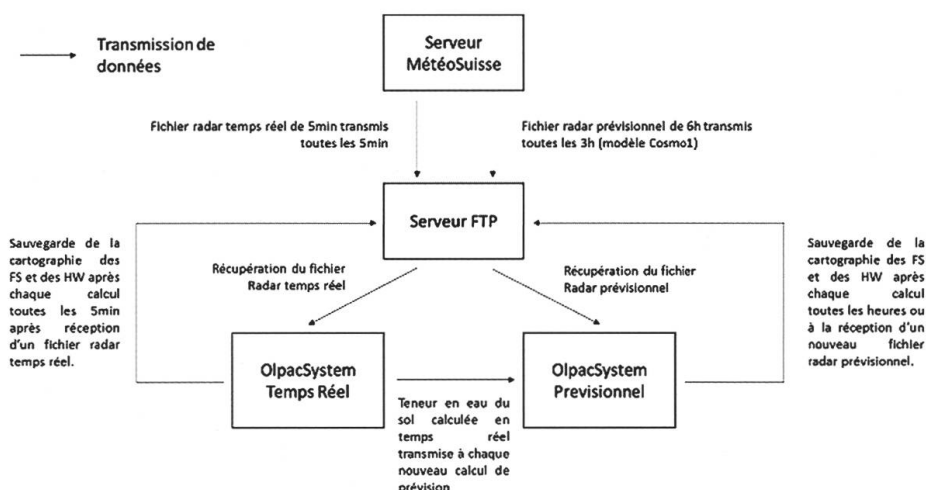 Transmission de
données
Serveur
MétéoSuisse
Fichier radar temps réel de 5min transmis
toutes les 5min
Fichier radar prévisionnel de 6h transmis
toutes les 3h (modèle Cosmo1)
Serveur FTP
Sauvegarde de la
cartographie des
FS et des HW après
chaque calcul
toutes les 5min
après réception
d'un fichier radar
temps réel.
Récupération du fichier
Radar temps réel
Récupération du fichier
Radar prévisionnel
Sauvegarde de la
cartographie des FS
et des HW après
chaque calcul
toutes les heures ou
à la réception d'un
nouveau fichier
radar prévisionnel.
OlpacSystem
Temps Réel
OlpacSystem
Previsionnel
Teneur en eau du
sol calculée en
temps réel
transmise à chaque
nouveau calcul de
prévision